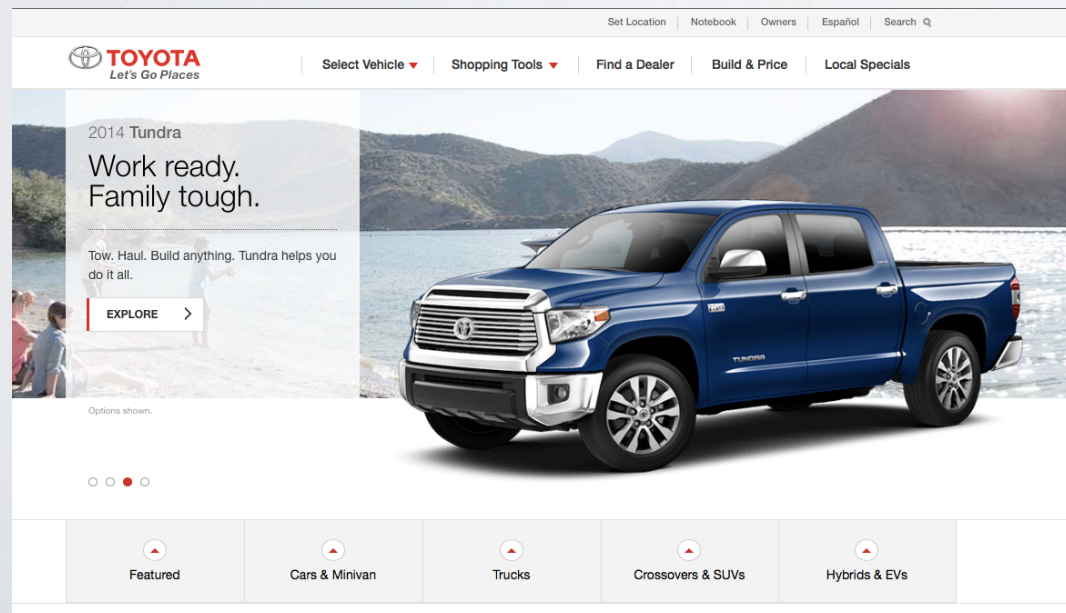 Set Location
Notebook
Owners
Español
Search
TOYOTA
Let's Go Places
Select Vehicle
Shopping Tools
Find a Dealer
Build & Price
Local Specials
2014 Tundra
Work ready.
Family tough.
Tow. Haul. Build anything. Tundra helps you
do it all.
EXPLORE
TUNDRA
Options shown.
Featured
Cars & Minivan
Trucks
Crossovers & SUVs
Hybrids & EVs